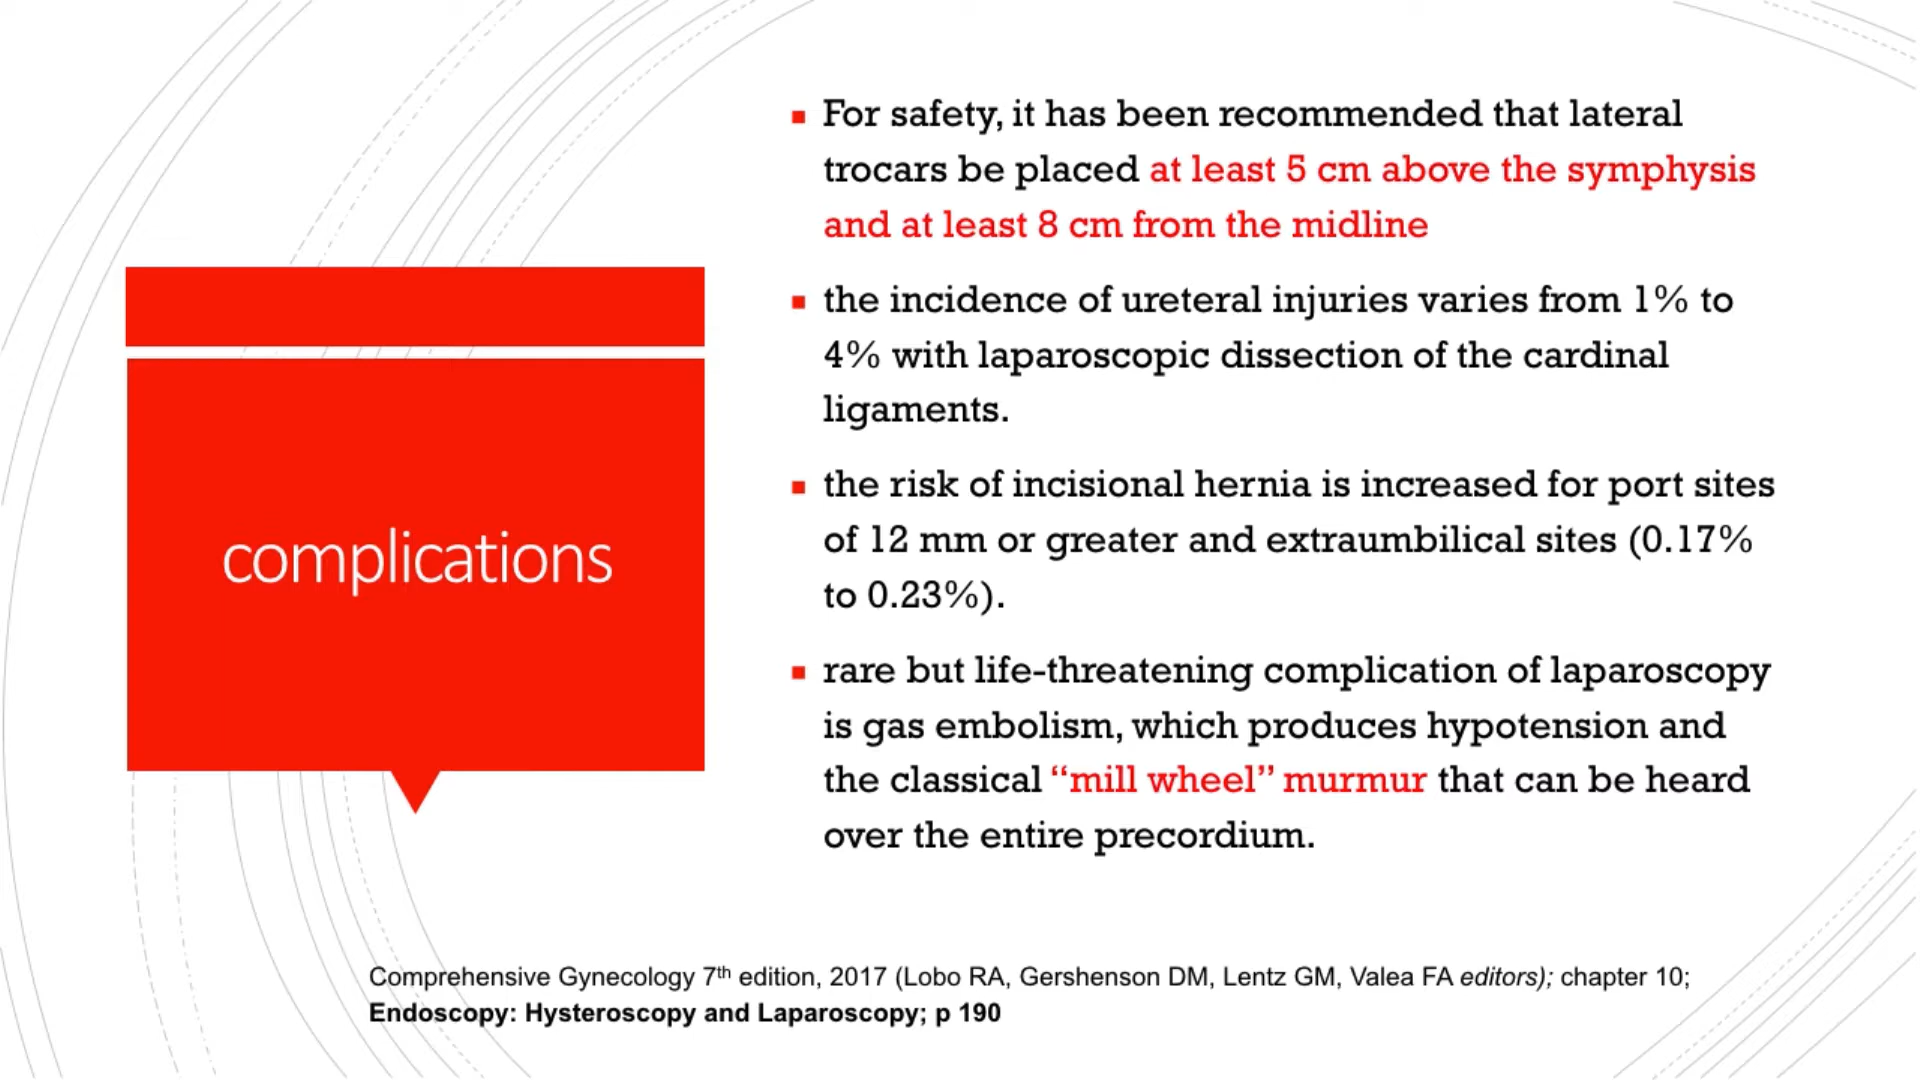 complications
For safety, it has been recommended that lateral
trocars be placed at least 5 cm above the symphysis
and at least 8 cm from the midline
the incidence of ureteral injuries varies from 1% to
4% with laparoscopic dissection of the cardinal
ligaments.
the risk of incisional hernia is increased for port sites
of 12 mm or greater and extraumbilical sites (0.17%
to 0.23%).
rare but life-threatening complication of laparoscopy
is gas embolism, which produces hypotension and
the classical “mill wheel” murmur that can be heard
over the entire precordium.
Comprehensive Gynecology 7th edition, 2017 (Lobo RA, Gershenson DM, Lentz GM, Valea FA editors); chapter 10;
Endoscopy: Hysteroscopy and Laparoscopy; p 190